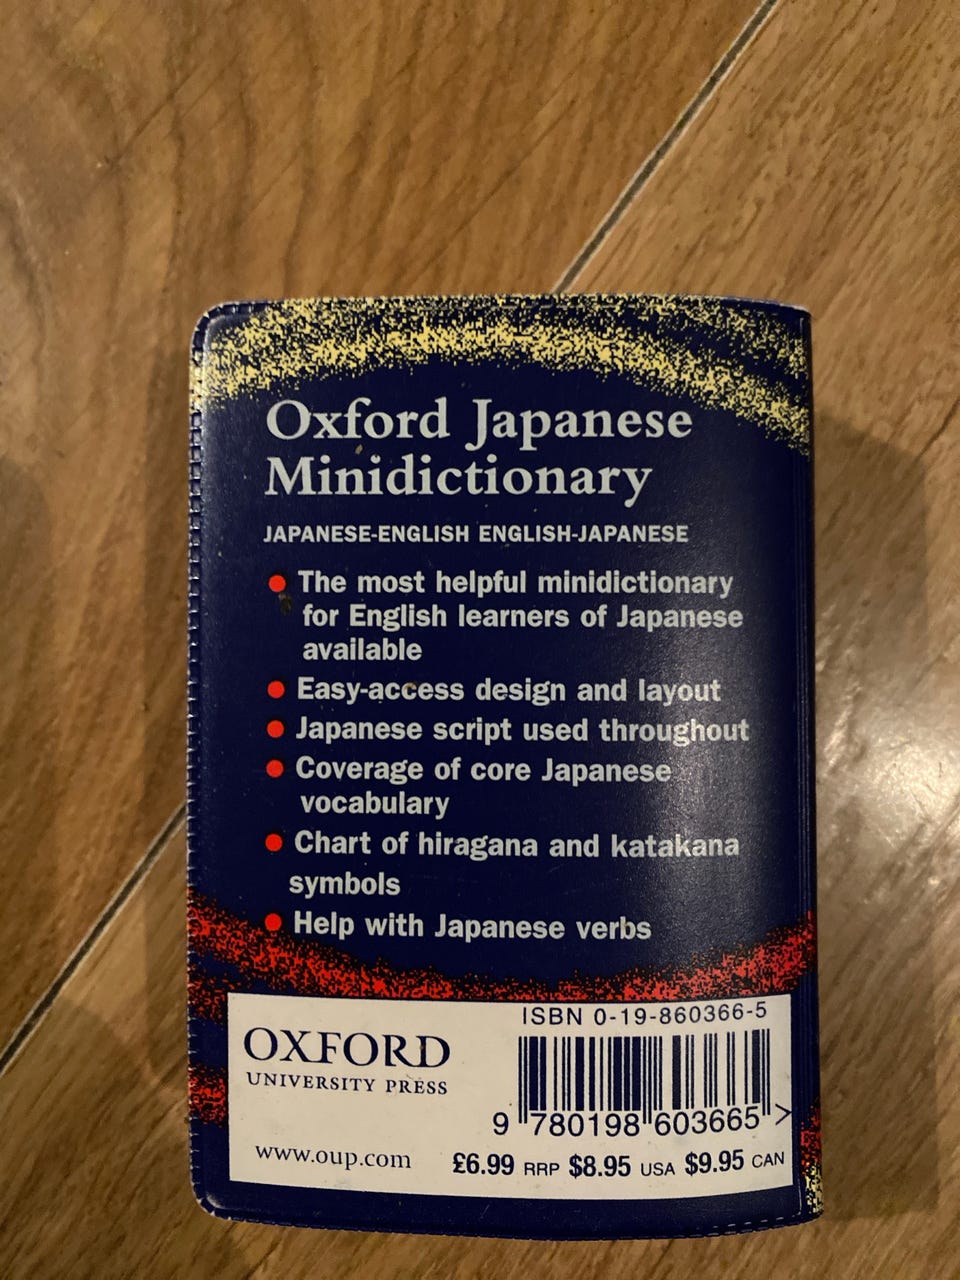 Oxford Japanese
Minidictionary
JAPANESE-ENGLISH ENGLISH-JAPANESE
The most helpful minidictionary
for English learners of Japanese
available
Easy-access design and layout
Japanese script used throughout
Coverage of core Japanese
vocabulary
Chart of hiragana and katakana
symbols
Help with Japanese verbs
ISBN 0-19-860366-5
OXFORD
UNIVERSITY PRESS
9 780198 603665 >
www.oup.com
£6.99 RRP $8.95 USA $9.95 CAN